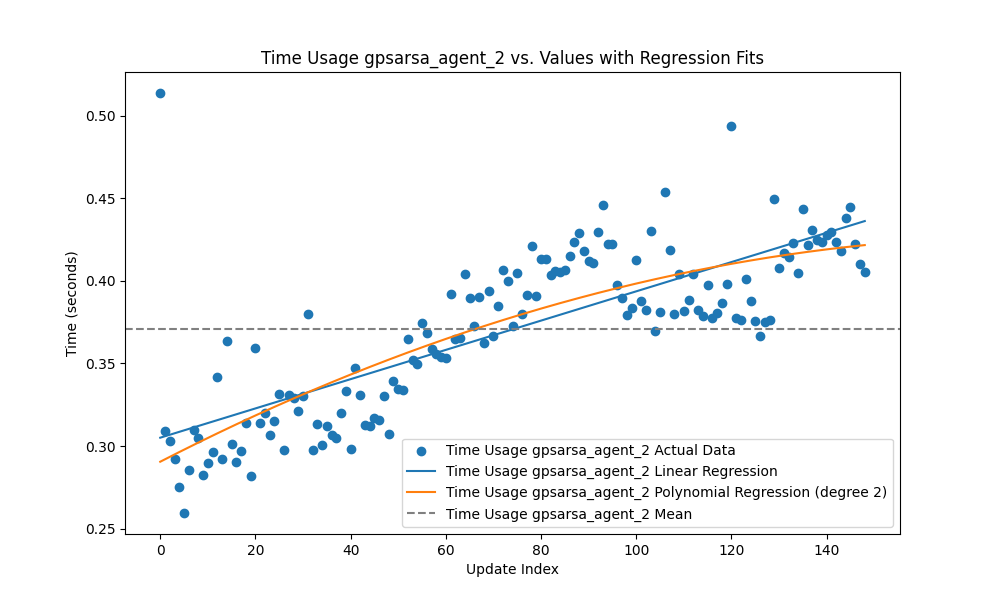 Time Usage gpsarsa_agent_2 vs. Values with Regression Fits
Time (seconds)
0.50
0.45
0.40
0.35
0.30
0.25
Time Usage gpsarsa_agent_2 Actual Data
Time Usage gpsarsa_agent_2 Linear Regression
Time Usage gpsarsa_agent_2 Polynomial Regression (degree 2)
Time Usage gpsarsa_agent_2 Mean
0 20 40 60 80 100 120 140
Update Index